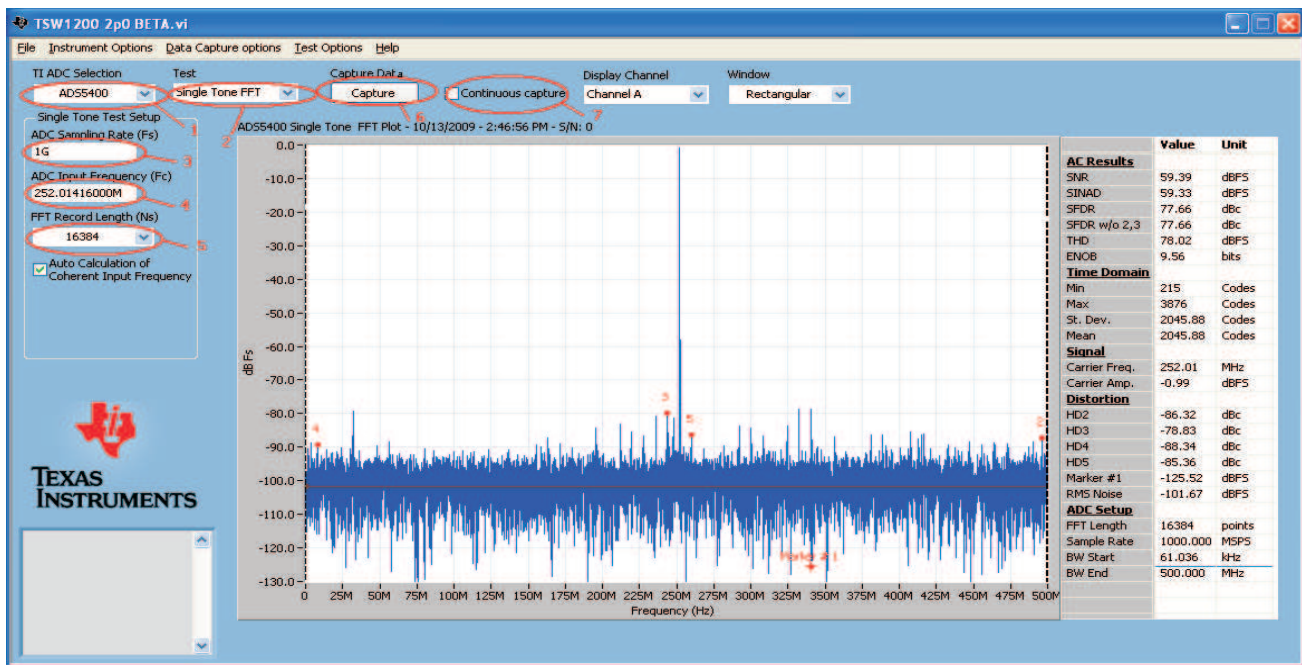 TSW1200 2p0 BETA.vi
File Instrument Options Data Capture options Test Options Help
TI ADC Selection Test Capture Data Display Channel Window
ADS5400 Single Tone FFT Capture Continuous capture Channel A Rectangular
1 2 6 7
Single Tone Test Setup
ADC Sampling Rate (Fs)
1G
3
ADC Input Frequency (Fc)
252.01416000M
4
FFT Record Length (Ns)
16384
5
Auto Calculation of
Coherent Input Frequency
TEXAS
INSTRUMENTS
ADS5400 Single Tone FFT Plot - 10/13/2009 - 2:46:56 PM - S/N: 0
dB Fs
0.0
-10.0
-20.0
-30.0
-40.0
-50.0
-60.0
-70.0
-80.0
-90.0
-100.0
-110.0
-120.0
-130.0
4 3 5 2
Marker # 1
0 25M 50M 75M 100M 125M 150M 175M 200M 225M 250M 275M 300M 325M 350M 375M 400M 425M 450M 475M 500M
Frequency (Hz)
Value Unit
AC Results
SNR 59.39 dBFS
SINAD 59.33 dBFS
SFDR 77.66 dBc
SFDR w/o 2,3 77.66 dBc
THD 78.02 dBFS
ENOB 9.56 bits
Time Domain
Min 215 Codes
Max 3876 Codes
St. Dev. 2045.88 Codes
Mean 2045.88 Codes
Signal
Carrier Freq. 252.01 MHz
Carrier Amp. -0.99 dBFS
Distortion
HD2 -86.32 dBc
HD3 -78.83 dBc
HD4 -88.34 dBc
HD5 -85.36 dBc
Marker #1 -125.52 dBFS
RMS Noise -101.67 dBFS
ADC Setup
FFT Length 16384 points
Sample Rate 1000.000 MSPS
BW Start 61.036 kHz
BW End 500.000 MHz